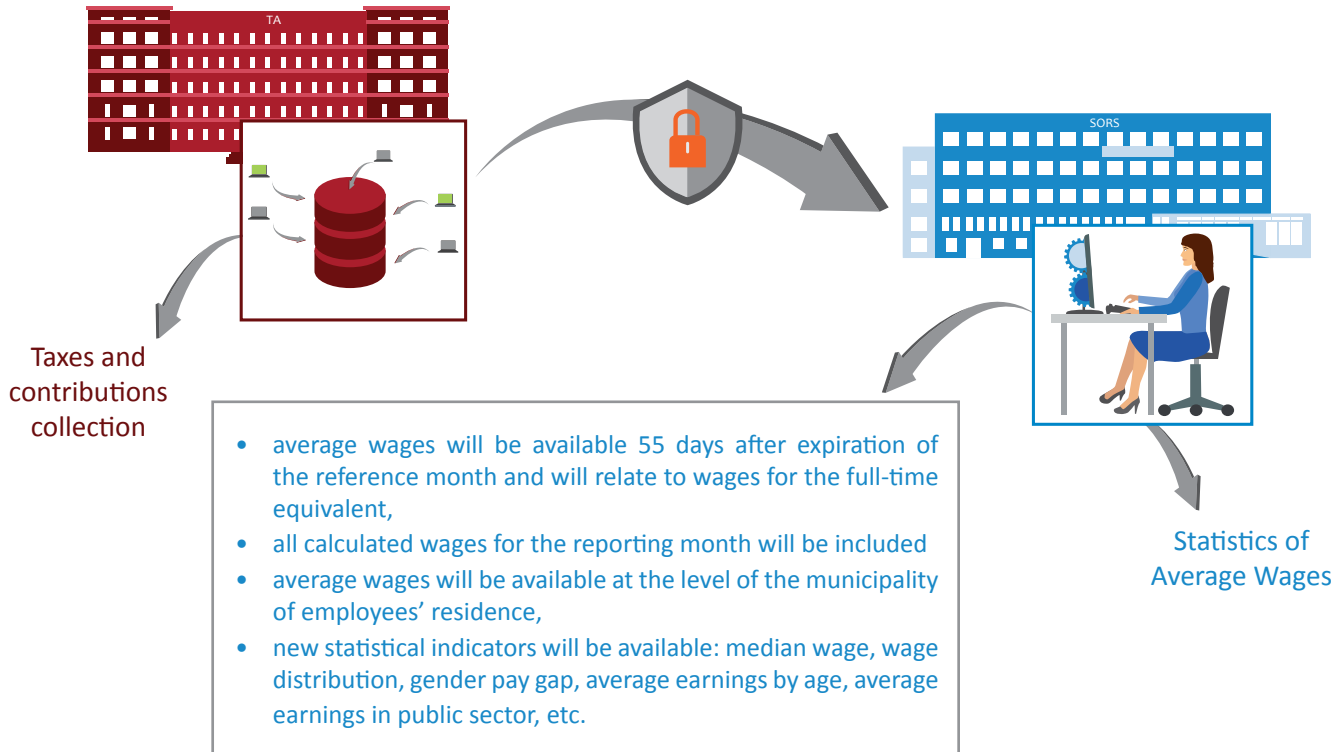 TA
SORS
Taxes and
contributions
collection
• average wages will be available 55 days after expiration of
the reference month and will relate to wages for the full-time
equivalent,
• all calculated wages for the reporting month will be included
• average wages will be available at the level of the municipality
of employees’ residence,
• new statistical indicators will be available: median wage, wage
distribution, gender pay gap, average earnings by age, average
earnings in public sector, etc.
Statistics of
Average Wages